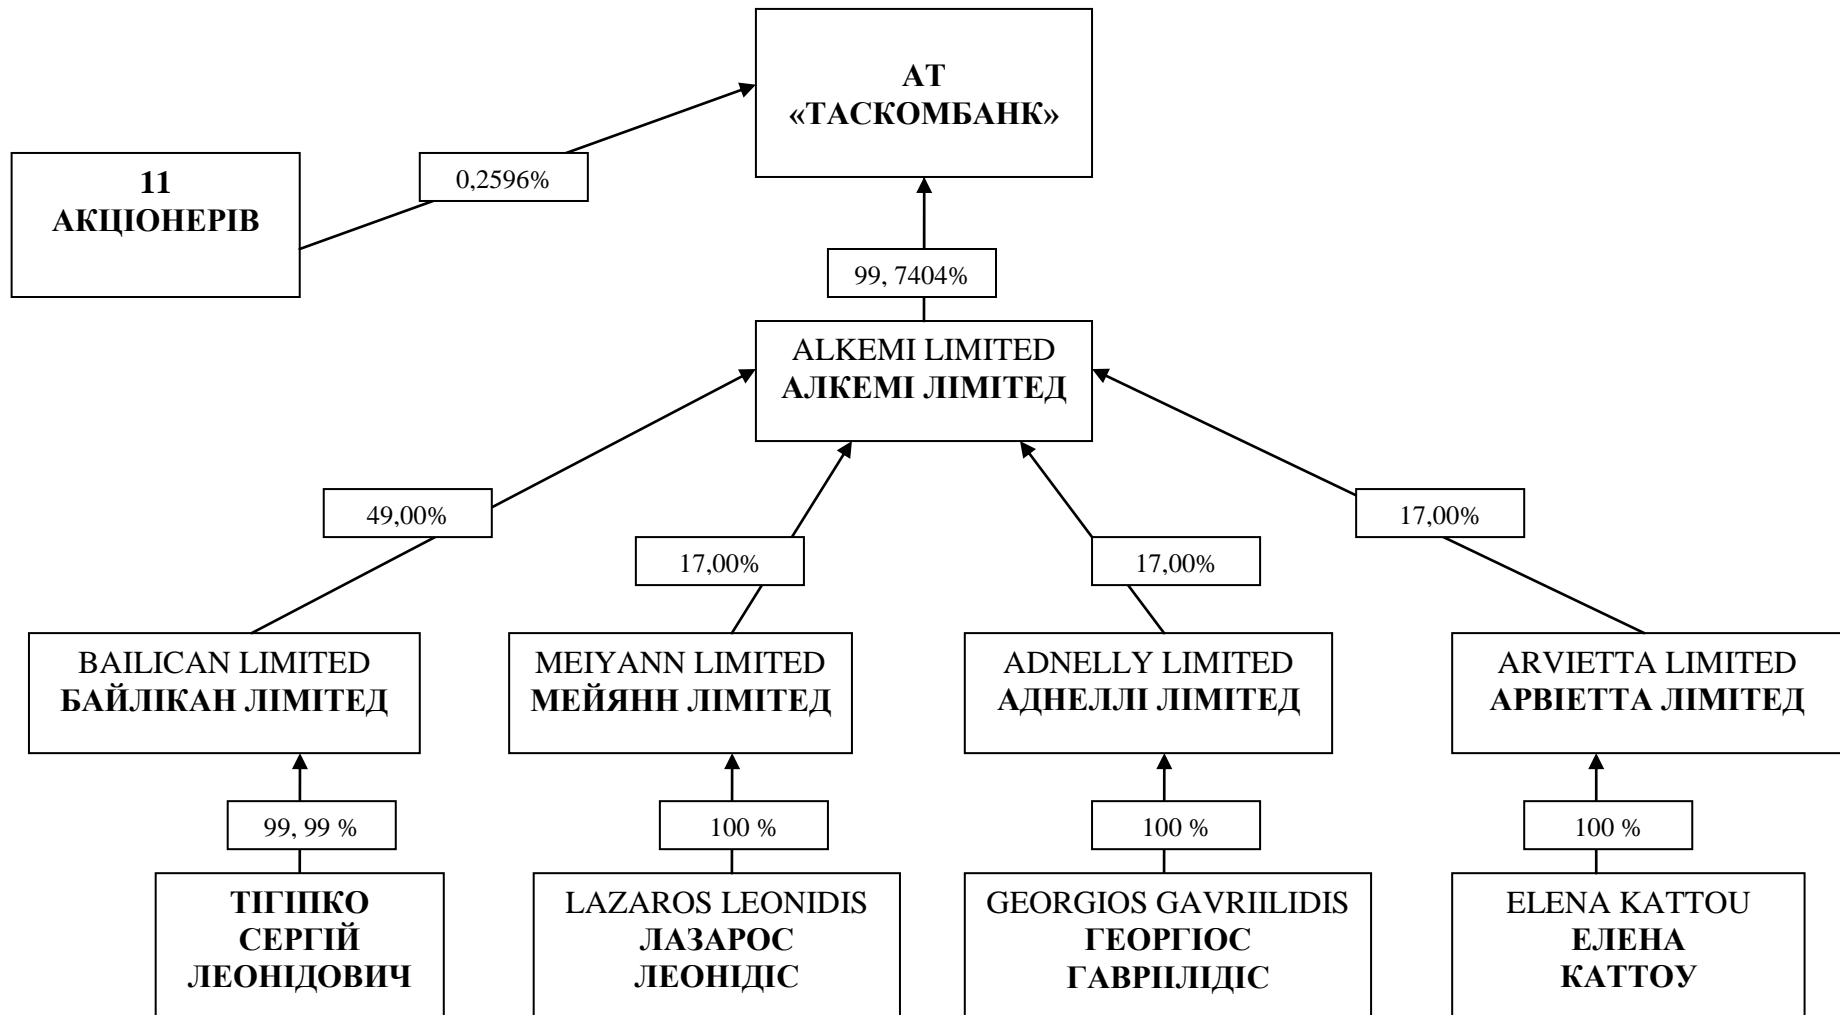 АТ
«ТАСКОМБАНК»
11
АКЦІОНЕРІВ
0,2596%
99, 7404%
ALKEMI LIMITED
АЛКЕМІ ЛІМІТЕД
49,00%
17,00%
17,00%
17,00%
BAILICAN LIMITED
БАЙЛІКАН ЛІМІТЕД
MEIYANN LIMITED
МЕЙЯНН ЛІМІТЕД
ADNELLY LIMITED
АДНЕЛЛІ ЛІМІТЕД
ARVIETTA LIMITED
АРВІЕТТА ЛІМІТЕД
99, 99 %
100 %
100 %
100 %
ТІГІПКО
СЕРГІЙ
ЛЕОНІДОВИЧ
LAZAROS LEONIDIS
ЛАЗАРОС
ЛЕОНІДІС
GEORGIOS GAVRIILIDIS
ГЕОРГІОС
ГАВРІІЛІДІС
ELENA KATTOU
ЕЛЕНА
КАТТОУ